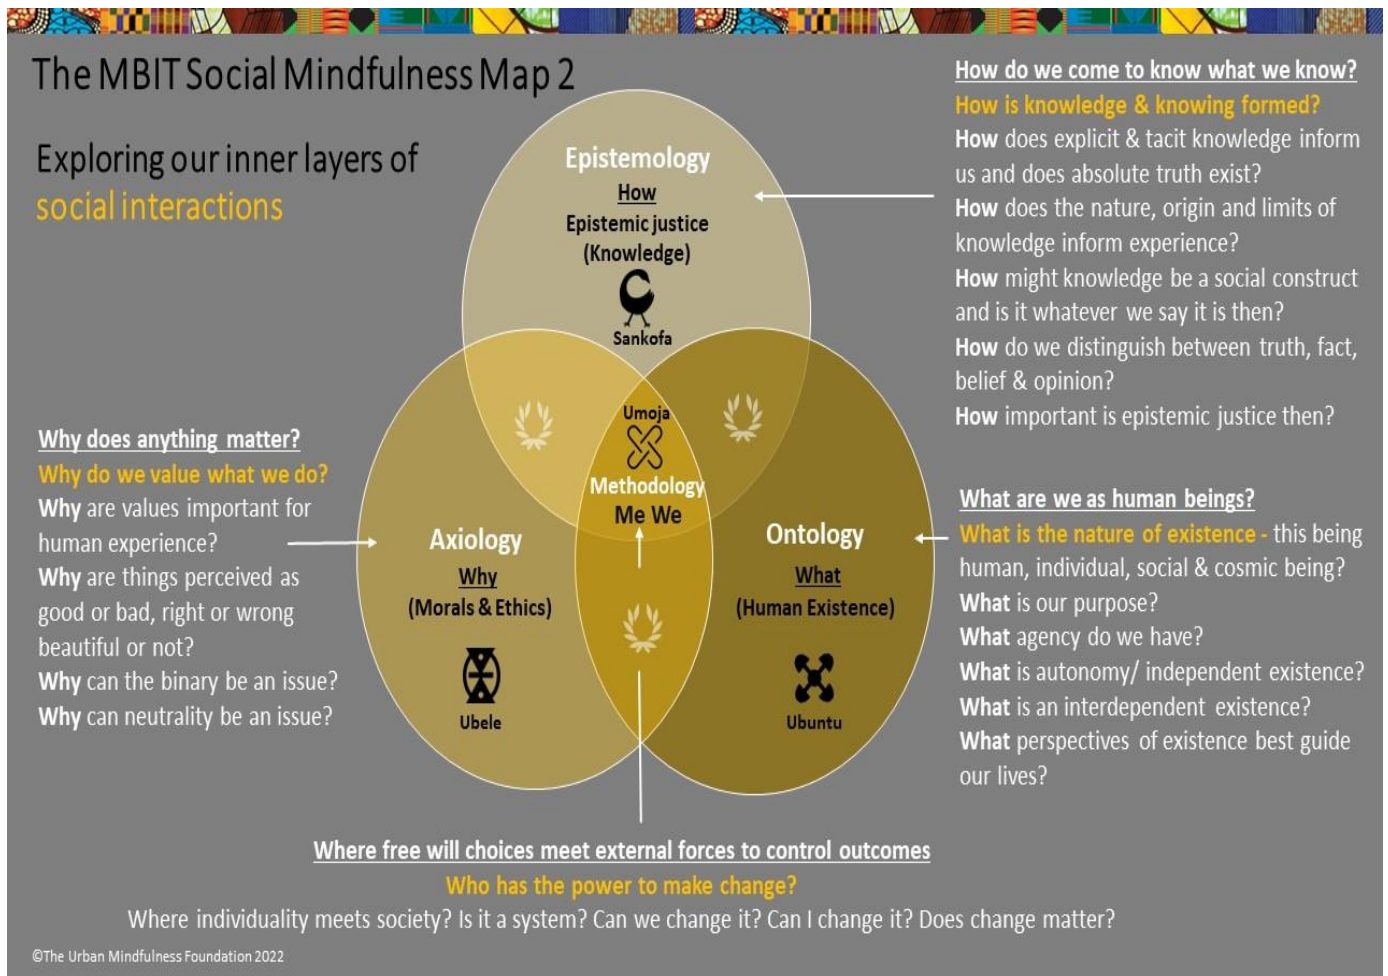 The MBIT Social Mindfulness Map 2
Exploring our inner layers of
social interactions
Epistemology
How
Epistemic justice
(Knowledge)
Sankofa
How do we come to know what we know?
How is knowledge & knowing formed?
How does explicit & tacit knowledge inform
us and does absolute truth exist?
How does the nature, origin and limits of
knowledge inform experience?
How might knowledge be a social construct
and is it whatever we say it is then?
How do we distinguish between truth, fact,
belief & opinion?
How important is epistemic justice then?
Why does anything matter?
Why do we value what we do?
Why are values important for
human experience?
Why are things perceived as
good or bad, right or wrong
beautiful or not?
Why can the binary be an issue?
Why can neutrality be an issue?
Umoja
Methodology
Me We
Axiology
Why
(Morals & Ethics)
Ubele
Ontology
What
(Human Existence)
Ubuntu
What are we as human beings?
What is the nature of existence - this being
human, individual, social & cosmic being?
What is our purpose?
What agency do we have?
What is autonomy/ independent existence?
What is an interdependent existence?
What perspectives of existence best guide
our lives?
Where free will choices meet external forces to control outcomes
Who has the power to make change?
Where individuality meets society? Is it a system? Can we change it? Can I change it? Does change matter?
©The Urban Mindfulness Foundation 2022